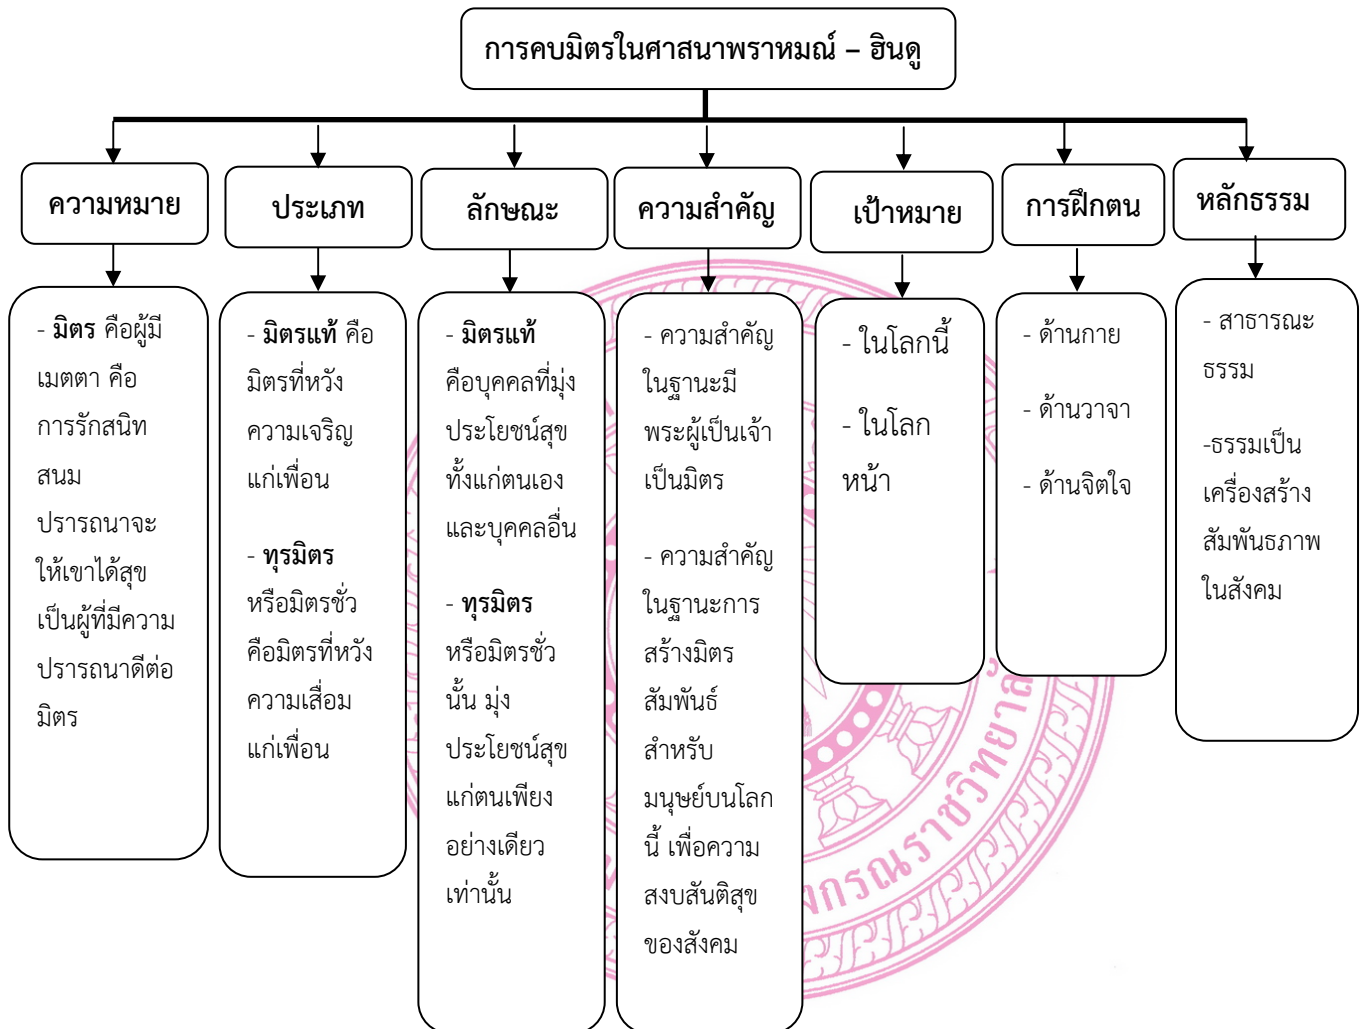 การคบมิตรในศาสนาพราหมณ์ – ฮินดู
ความหมาย
ประเภท
ลักษณะ
ความสำคัญ
เป้าหมาย
การฝึกตน
หลักธรรม
- มิตร คือผู้มี
เมตตา คือ
การรักสนิท
สนม
ปรารถนาจะ
ให้เขาได้สุข
เป็นผู้ที่มีความ
ปรารถนาดีต่อ
มิตร
- มิตรแท้ คือ
มิตรที่หวัง
ความเจริญ
แก่เพื่อน
- ทุรมิตร
หรือมิตรชั่ว
คือมิตรที่หวัง
ความเสื่อม
แก่เพื่อน
- มิตรแท้
คือบุคคลที่มุ่ง
ประโยชน์สุข
ทั้งแก่ตนเอง
และบุคคลอื่น
- ทุรมิตร
หรือมิตรชั่ว
นั้น มุ่ง
ประโยชน์สุข
แก่ตนเพียง
อย่างเดียว
เท่านั้น
- ความสำคัญ
ในฐานะมี
พระผู้เป็นเจ้า
เป็นมิตร
- ความสำคัญ
ในฐานะการ
สร้างมิตร
สัมพันธ์
สำหรับ
มนุษย์บนโลก
นี้ เพื่อความ
สงบสันติสุข
ของสังคม
- ในโลกนี้
- ในโลก
หน้า
- ด้านกาย
- ด้านวาจา
- ด้านจิตใจ
- สาธารณะ
ธรรม
-ธรรมเป็น
เครื่องสร้าง
สัมพันธภาพ
ในสังคม